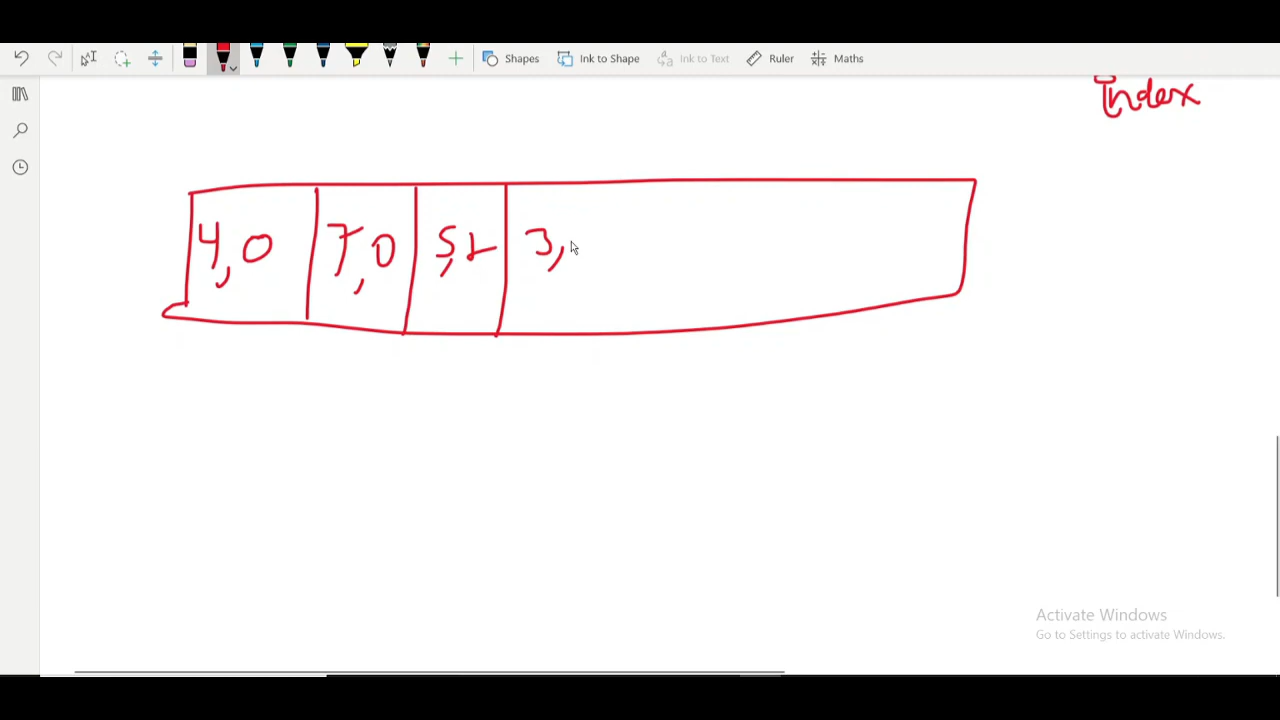 Shapes Ink to Shape Ink to Text Ruler Maths
Index
4,0 7,0 5,2 3,
Activate Windows
Go to Settings to activate Windows.